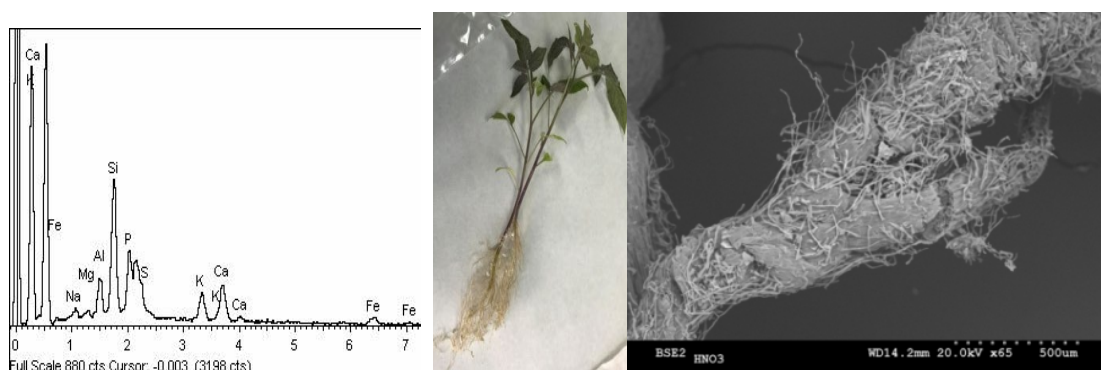 Ca
K
Fe
Na
Mg
Al
Si
P
S
K
K
Ca
Ca
Fe
Fe
0 1 2 3 4 5 6 7
Full Scale 880 cts Cursor: -0.003 (3198 cts)
BSE2 HNO3 WD14.2mm 20.0kV x65 500um